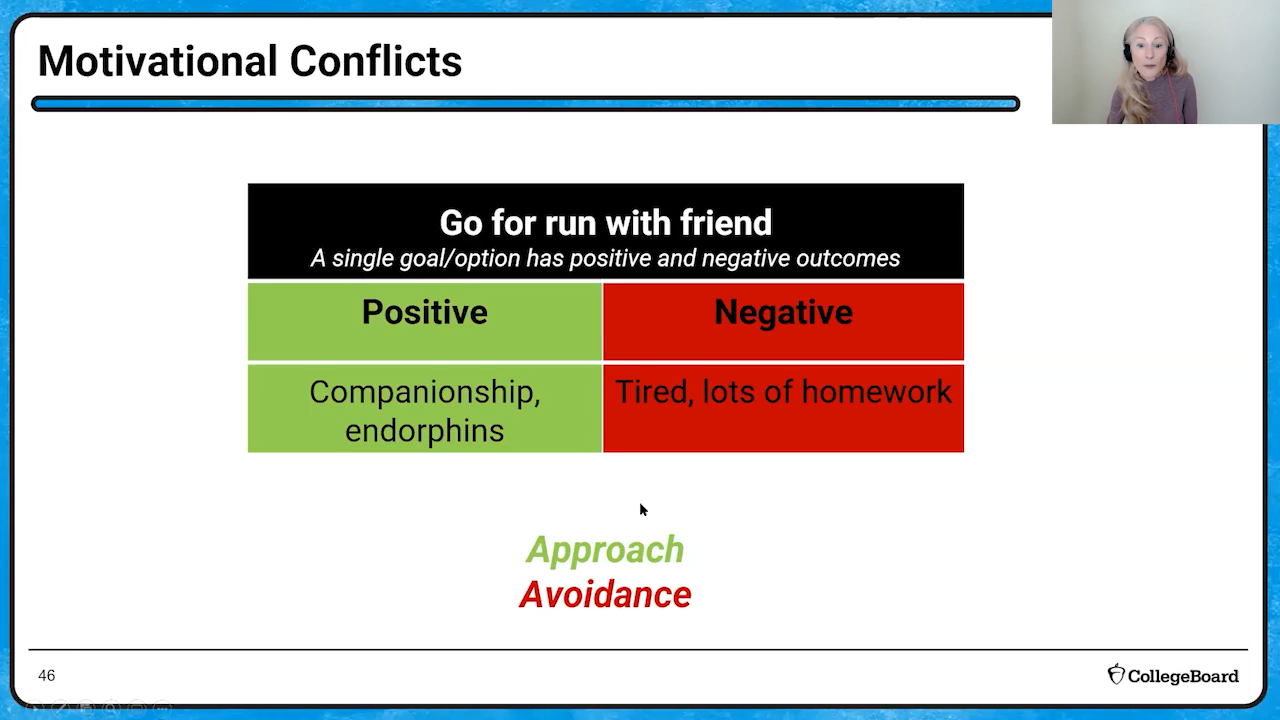 Motivational Conflicts
Go for run with friend
A single goal/option has positive and negative outcomes
Positive
Negative
Companionship,
endorphins
Tired, lots of homework
Approach
Avoidance
46
CollegeBoard